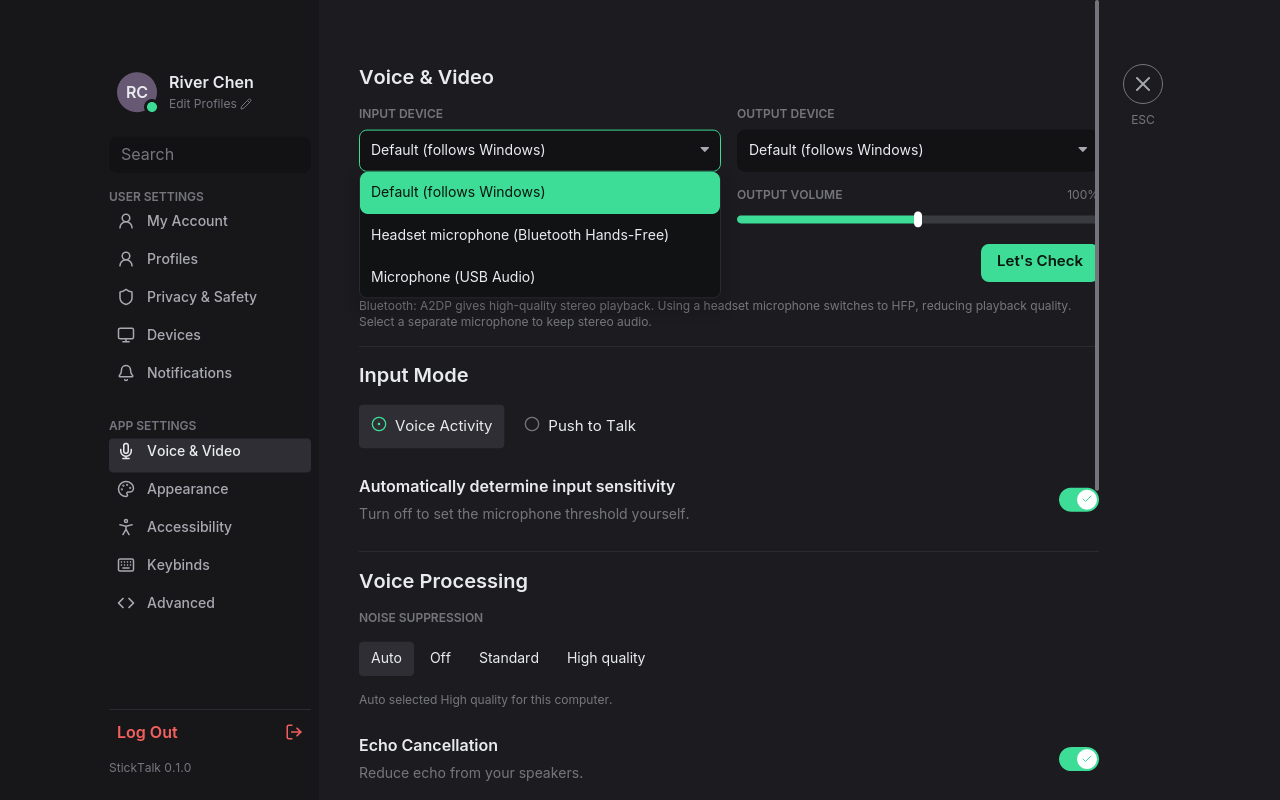 RC
River Chen
Edit Profiles
Search
USER SETTINGS
My Account
Profiles
Privacy & Safety
Devices
Notifications
APP SETTINGS
Voice & Video
Appearance
Accessibility
Keybinds
Advanced
Log Out
StickTalk 0.1.0
Voice & Video
INPUT DEVICE
Default (follows Windows)
Default (follows Windows)
Headset microphone (Bluetooth Hands-Free)
Microphone (USB Audio)
OUTPUT DEVICE
Default (follows Windows)
OUTPUT VOLUME
100%
Let's Check
Bluetooth: A2DP gives high-quality stereo playback. Using a headset microphone switches to HFP, reducing playback quality.
Select a separate microphone to keep stereo audio.
Input Mode
Voice Activity
Push to Talk
Automatically determine input sensitivity
Turn off to set the microphone threshold yourself.
Voice Processing
NOISE SUPPRESSION
Auto
Off
Standard
High quality
Auto selected High quality for this computer.
Echo Cancellation
Reduce echo from your speakers.
ESC